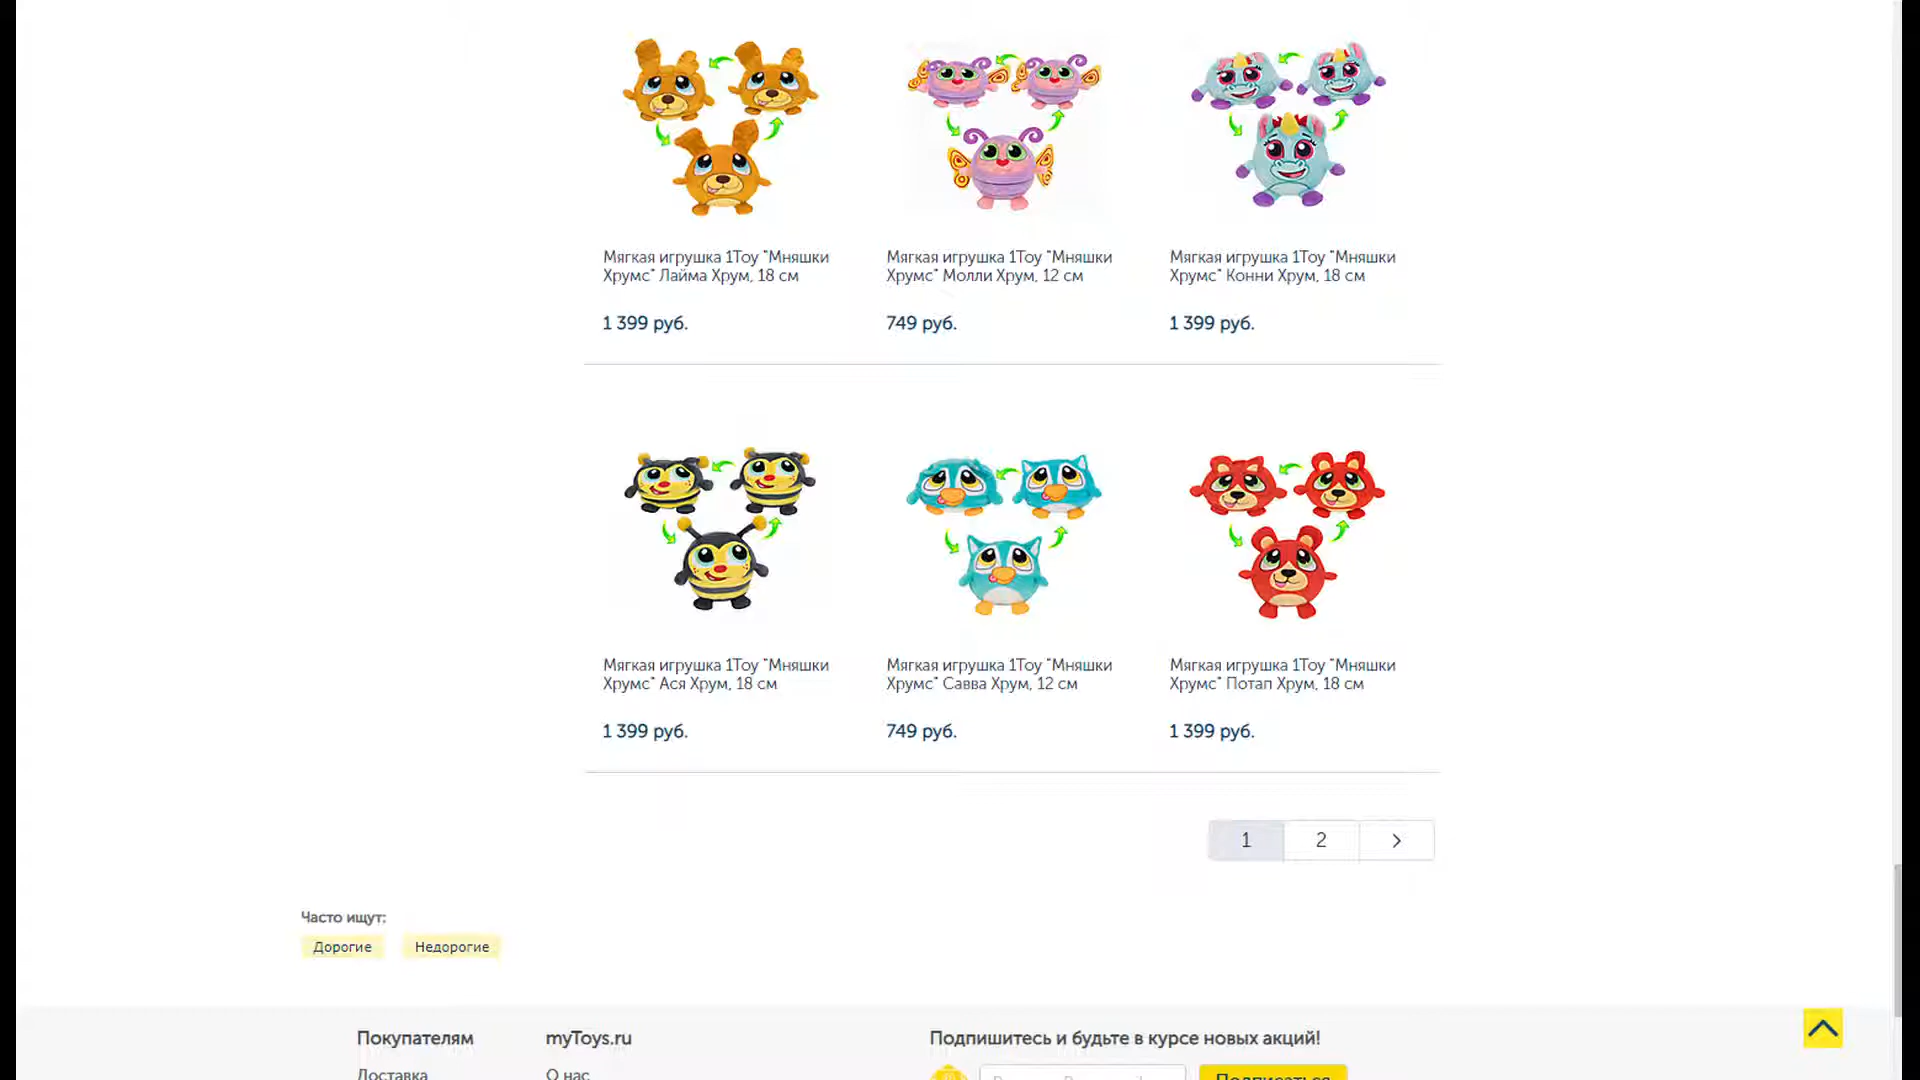 Мягкая игрушка 1Toy "Мняшки
Хрумс" Лайма Хрум, 18 см
1 399 руб.
Мягкая игрушка 1Toy "Мняшки
Хрумс" Молли Хрум, 12 см
749 руб.
Мягкая игрушка 1Toy "Мняшки
Хрумс" Конни Хрум, 18 см
1 399 руб.
Мягкая игрушка 1Toy "Мняшки
Хрумс" Ася Хрум, 18 см
1 399 руб.
Мягкая игрушка 1Toy "Мняшки
Хрумс" Савва Хрум, 12 см
749 руб.
Мягкая игрушка 1Toy "Мняшки
Хрумс" Потап Хрум, 18 см
1 399 руб.
1 2
Часто ищут:
Дорогие Недорогие
Покупателям
Доставка
myToys.ru
О нас
Подпишитесь и будьте в курсе новых акций!
Подписаться